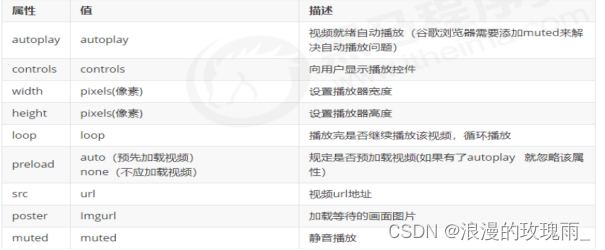 属性 值 描述
autoplay autoplay 视频就绪自动播放（谷歌浏览器需要添加muted来解
决自动播放问题)
controls controls 向用户显示播放控件
width pixels(像素) 设置播放器宽度
height pixels(像素) 设置播放器高度
loop loop 播放完是否继续播放该视频，循环播放
preload auto（预先加载视频） 规定是否预加载视频(如果有了autoplay 就忽略该属
none（不应加载视频） 性)
src url 视频url地址
poster Imgurl 加载等待的画面图片
muted muted 静音播放
CSDN @浪漫的玫瑰雨_